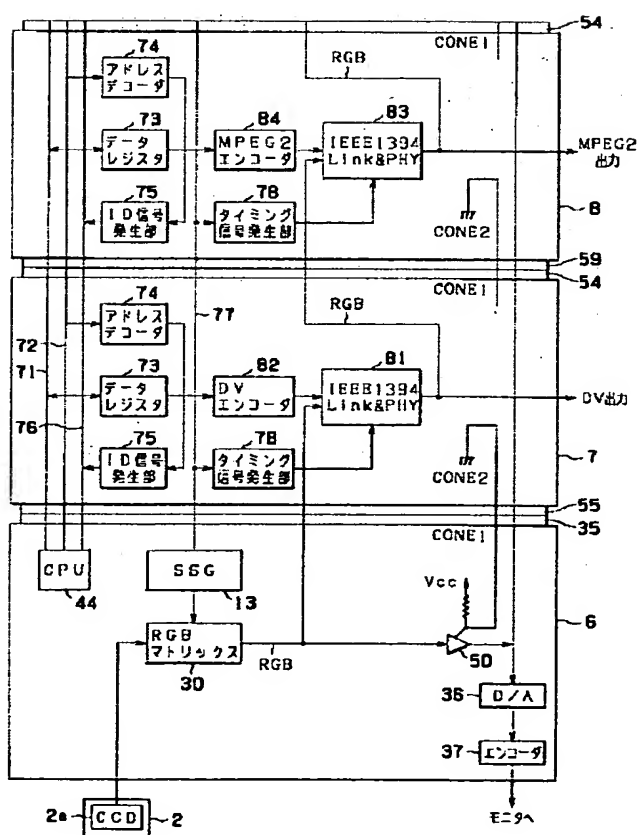 54
CONE1
74
アドレス
デコーダ
RGB
83
73
データ
レジスタ
84
MPEG2
エンコーダ
IEEE1394
Link&PHY
MPEG2
出力
75
ID信号
発生部
78
タイミング
信号発生部
8
CONE2
59
54
CONE1
74
アドレス
デコーダ
77
RGB
72
71
76
73
データ
レジスタ
82
DV
エンコーダ
81
IEEE1394
Link&PHY
DV出力
75
ID信号
発生部
78
タイミング
信号発生部
7
CONE2
55
35
CONE1
CPU
44
SSG
13
Vcc
6
RGB
マトリックス
30
RGB
50
36
D/A
37
エンコーダ
2a
CCD
2
モニタへ